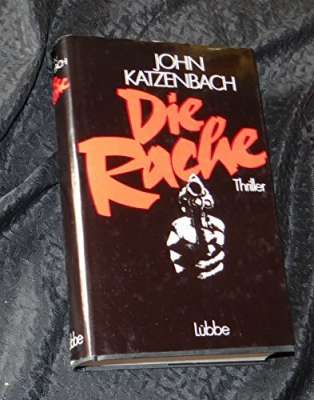 JOHN
KATZENBACH
Die
Rache
Thriller
Lübbe